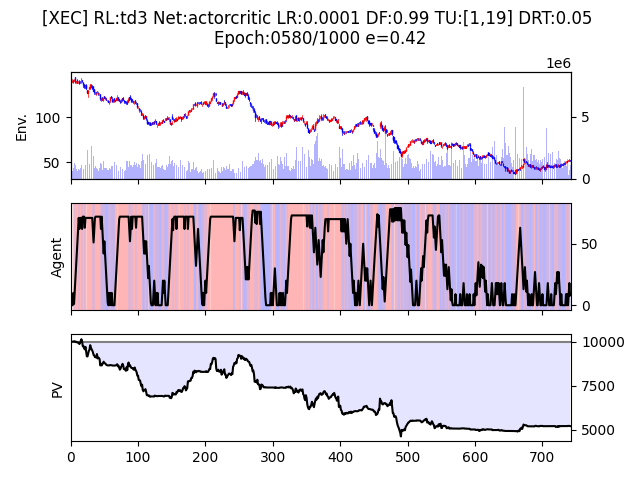 [XEC] RL:td3 Net:actorcritic LR:0.0001 DF:0.99 TU:[1,19] DRT:0.05
Epoch:0580/1000 e=0.42
1e6
Env.
100
50
5
0
Agent
50
0
PV
10000
7500
5000
0 100 200 300 400 500 600 700